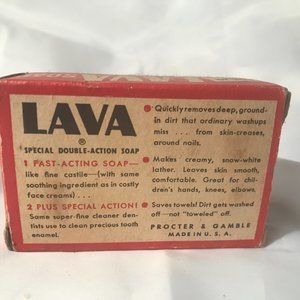 LAVA
®
SPECIAL DOUBLE-ACTION SOAP
1 FAST-ACTING SOAP—
like fine castile—(with same
soothing ingredient as in costly
face creams) . . .
2 PLUS SPECIAL ACTION!
Same super-fine cleaner den-
tists use to clean precious tooth
enamel.
Quickly removes deep, ground-
in dirt that ordinary washups
miss . . . from skin-creases,
around nails.
Makes creamy, snow-white
lather. Leaves skin smooth,
comfortable. Great for chil-
dren's hands, knees, elbows.
Saves towels! Dirt gets washed
off—not "toweled" off.
PROCTER & GAMBLE
MADE IN U. S. A.